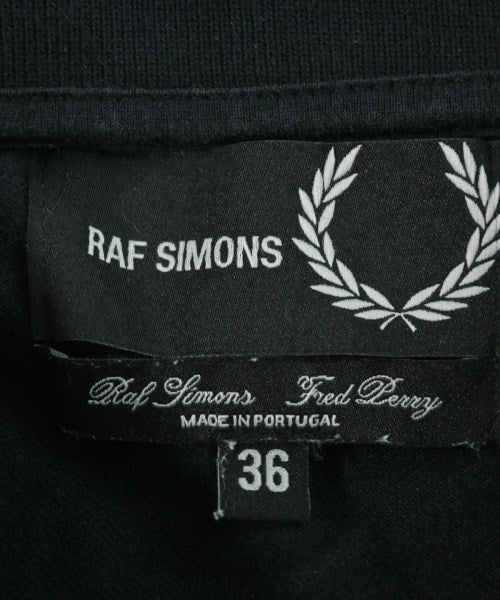 RAF SIMONS
Raf Simons Fred Perry
MADE IN PORTUGAL
36